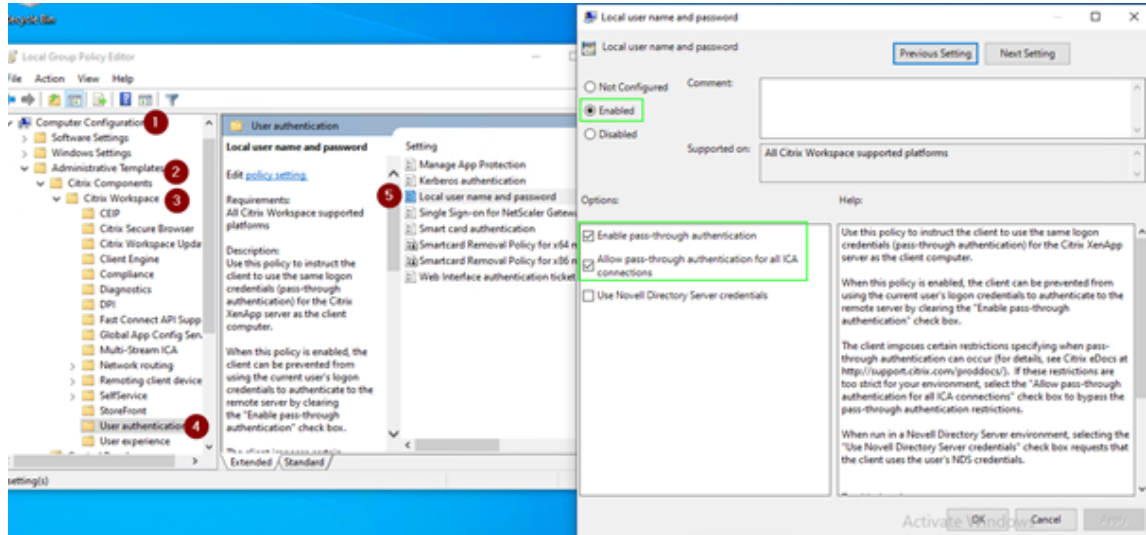 Local Group Policy Editor
File Action View Help
Computer Configuration 1
Software Settings
Windows Settings
Administrative Templates 2
Citrix Components
Citrix Workspace 3
CEIP
Citrix Secure Browser
Citrix Workspace Upda
Client Engine
Compliance
Diagnostics
DPI
Fast Connect API Supp
Global App Config Serv
Multi-Stream ICA
Network routing
Remoting client device
SelfService
StoreFront
User authentication 4
User experience
setting(s)
User authentication
Local user name and password
Edit policy setting.
Requirements:
All Citrix Workspace supported
platforms
Description:
Use this policy to instruct the
client to use the same logon
credentials (pass-through
authentication) for the Citrix
XenApp server as the client
computer.
When this policy is enabled, the
client can be prevented from
using the current user's logon
credentials to authenticate to the
remote server by clearing
the "Enable pass-through
authentication" check box.
Setting
Manage App Protection
Kerberos authentication
5 Local user name and password
Single Sign-on for NetScaler Gatew
Smart card authentication
Smartcard Removal Policy for x64 m
Smartcard Removal Policy for x86 m
Web Interface authentication ticket
Extended Standard
Local user name and password
Local user name and password
Previous Setting Next Setting
Not Configured Comment:
Enabled
Disabled
Supported on: All Citrix Workspace supported platforms
Options: Help:
Enable pass-through authentication
Allow pass-through authentication for all ICA
connections
Use Novell Directory Server credentials
Use this policy to instruct the client to use the same logon
credentials (pass-through authentication) for the Citrix XenApp
server as the client computer.
When this policy is enabled, the client can be prevented from
using the current user's logon credentials to authenticate to the
remote server by clearing the "Enable pass-through
authentication" check box.
The client imposes certain restrictions specifying when pass-
through authentication can occur (for details, see Citrix eDocs at
http://support.citrix.com/proddocs/). If these restrictions are
too strict for your environment, select the "Allow pass-through
authentication for all ICA connections" check box to bypass the
pass-through authentication restrictions.
When run in a Novell Directory Server environment, selecting the
"Use Novell Directory Server credentials" check box requests that
the client uses the user's NDS credentials.
Activate Windows
OK Cancel Apply